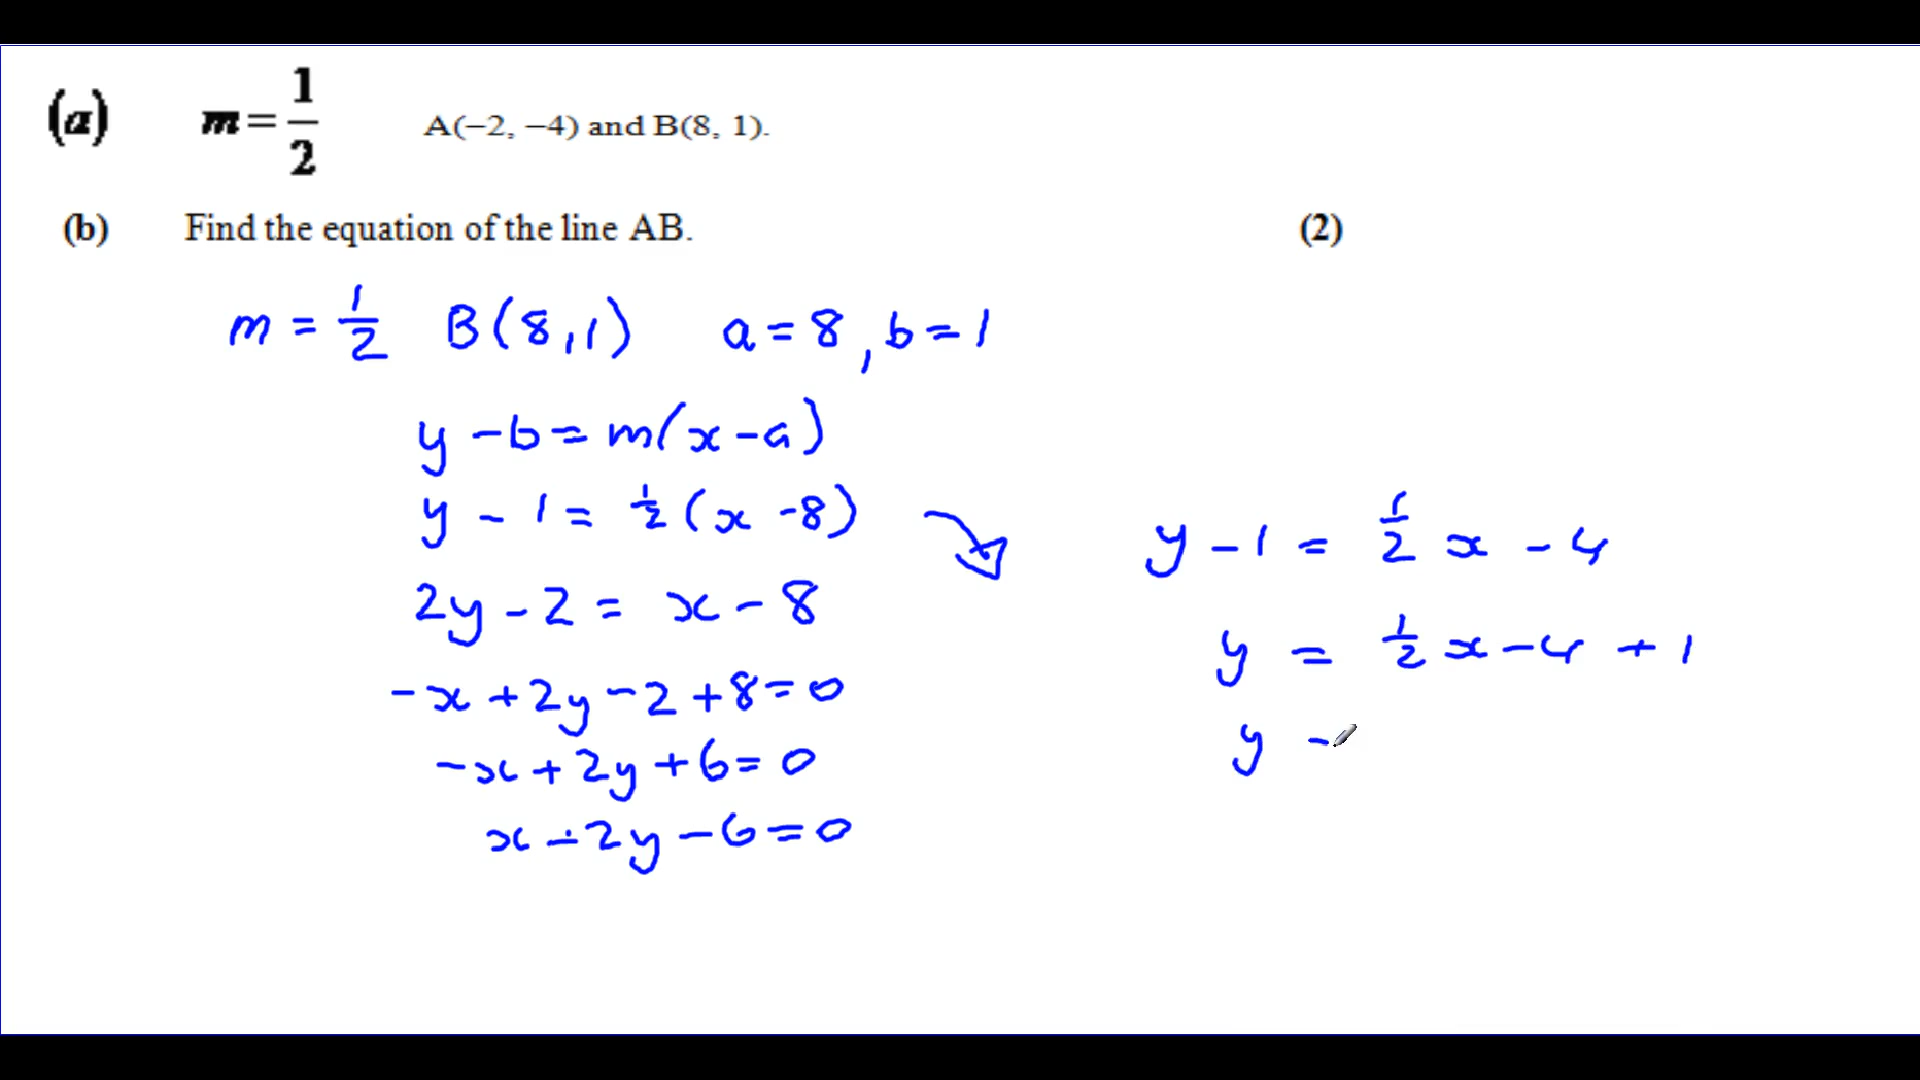 (a) m = 1/2 A(−2, −4) and B(8, 1).
(b) Find the equation of the line AB. (2)
m = 1/2 B(8,1) a = 8, b = 1
y - b = m(x - a)
y - 1 = 1/2 (x - 8)
2y - 2 = x - 8
-x + 2y - 2 + 8 = 0
-x + 2y + 6 = 0
x - 2y - 6 = 0
y - 1 = 1/2 x - 4
y = 1/2 x - 4 + 1
y -